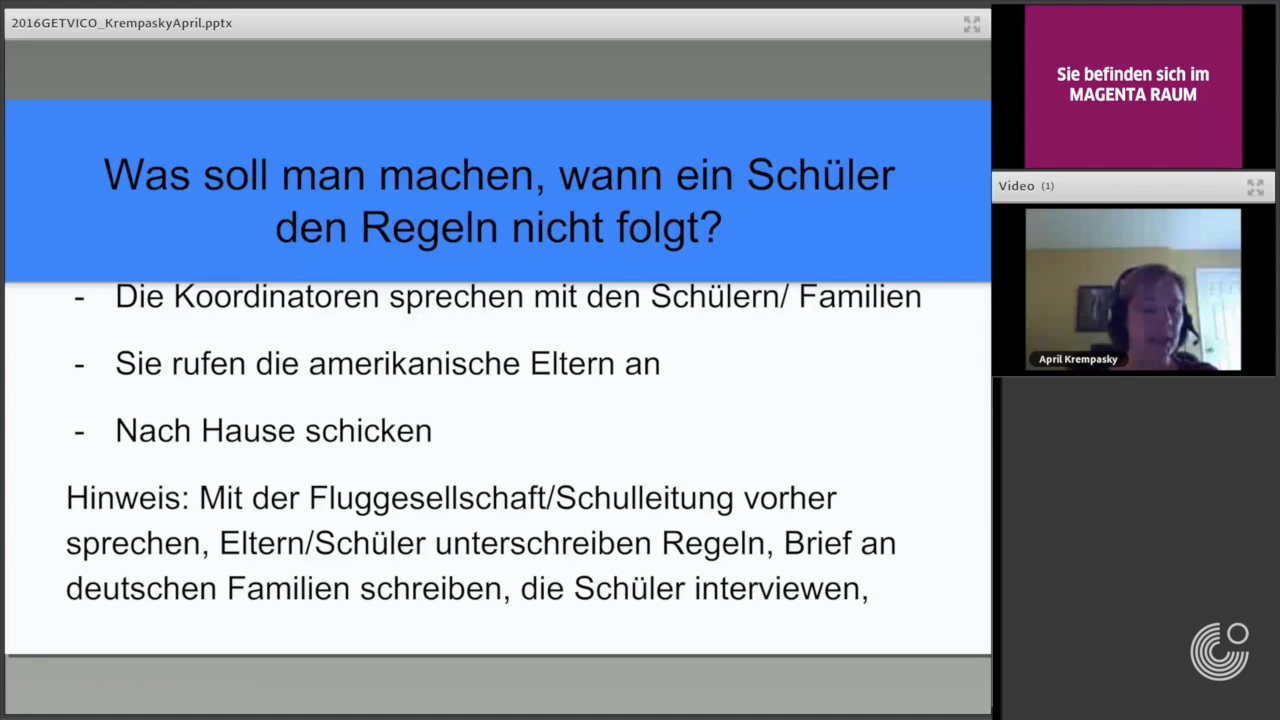 2016GETVICO_KrempaskyApril.pptx
Was soll man machen, wann ein Schüler
den Regeln nicht folgt?
- Die Koordinatoren sprechen mit den Schülern/ Familien
- Sie rufen die amerikanische Eltern an
- Nach Hause schicken
Hinweis: Mit der Fluggesellschaft/Schulleitung vorher
sprechen, Eltern/Schüler unterschreiben Regeln, Brief an
deutschen Familien schreiben, die Schüler interviewen,
Sie befinden sich im
MAGENTA RAUM
Video (1)
April Krempasky